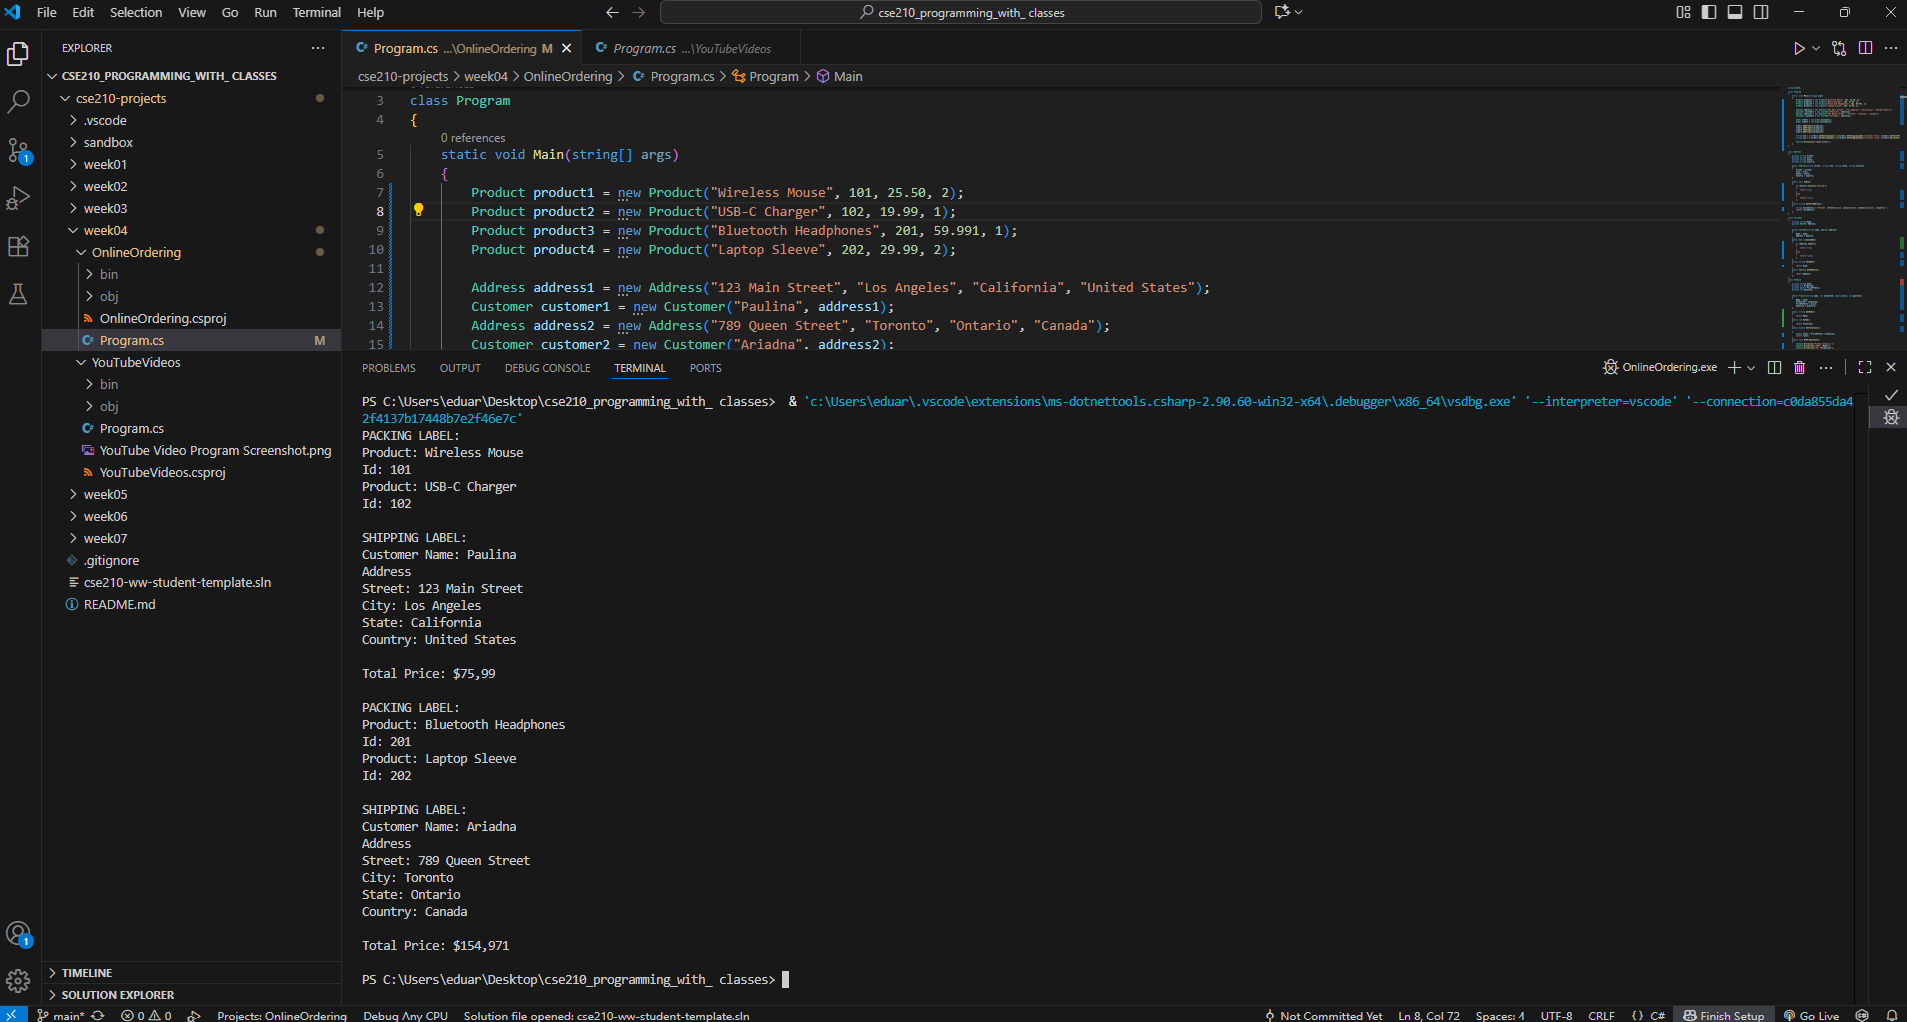 File Edit Selection View Go Run Terminal Help
cse210_programming_with_ classes
EXPLORER
CSE210_PROGRAMMING_WITH_ CLASSES
cse210-projects
.vscode
sandbox
week01
week02
week03
week04
OnlineOrdering
bin
obj
OnlineOrdering.csproj
Program.cs M
YouTubeVideos
bin
obj
Program.cs
YouTube Video Program Screenshot.png
YouTubeVideos.csproj
week05
week06
week07
.gitignore
cse210-ww-student-template.sln
README.md
TIMELINE
SOLUTION EXPLORER
1
1
Program.cs ...\OnlineOrdering M
Program.cs ...\YouTubeVideos
cse210-projects > week04 > OnlineOrdering > Program.cs > Program > Main
3 class Program
4 {
0 references
5 static void Main(string[] args)
6 {
7 Product product1 = new Product("Wireless Mouse", 101, 25.50, 2);
8 Product product2 = new Product("USB-C Charger", 102, 19.99, 1);
9 Product product3 = new Product("Bluetooth Headphones", 201, 59.991, 1);
10 Product product4 = new Product("Laptop Sleeve", 202, 29.99, 2);
11
12 Address address1 = new Address("123 Main Street", "Los Angeles", "California", "United States");
13 Customer customer1 = new Customer("Paulina", address1);
14 Address address2 = new Address("789 Queen Street", "Toronto", "Ontario", "Canada");
15 Customer customer2 = new Customer("Ariadna", address2);
PROBLEMS OUTPUT DEBUG CONSOLE TERMINAL PORTS
OnlineOrdering.exe
PS C:\Users\eduar\Desktop\cse210_programming_with_ classes> & 'c:\Users\eduar\.vscode\extensions\ms-dotnettools.csharp-2.90.60-win32-x64\.debugger\x86_64\vsdbg.exe' '--interpreter=vscode' '--connection=c0da855da4
2f4137b17448b7e2f46e7c'
PACKING LABEL:
Product: Wireless Mouse
Id: 101
Product: USB-C Charger
Id: 102
SHIPPING LABEL:
Customer Name: Paulina
Address
Street: 123 Main Street
City: Los Angeles
State: California
Country: United States
Total Price: $75,99
PACKING LABEL:
Product: Bluetooth Headphones
Id: 201
Product: Laptop Sleeve
Id: 202
SHIPPING LABEL:
Customer Name: Ariadna
Address
Street: 789 Queen Street
City: Toronto
State: Ontario
Country: Canada
Total Price: $154,971
PS C:\Users\eduar\Desktop\cse210_programming_with_ classes>
main* 0 0 Projects: OnlineOrdering Debug Any CPU Solution file opened: cse210-ww-student-template.sln Not Committed Yet Ln 8, Col 72 Spaces: 4 UTF-8 CRLF {} C# Finish Setup Go Live